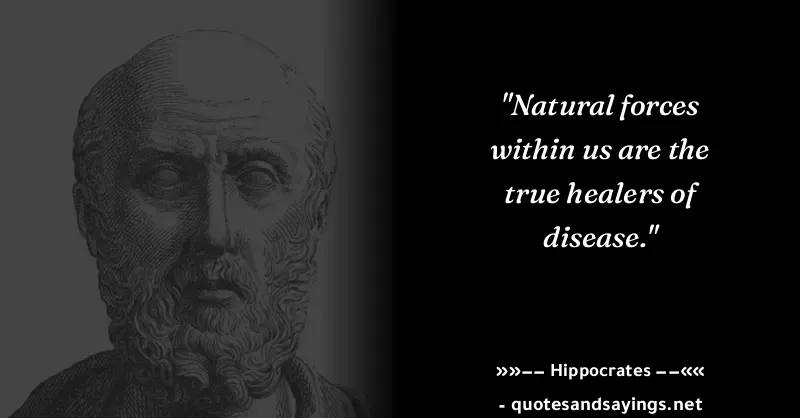 "Natural forces
within us are the
true healers of
disease."
»»−− Hippocrates −−««
- quotesandsayings.net